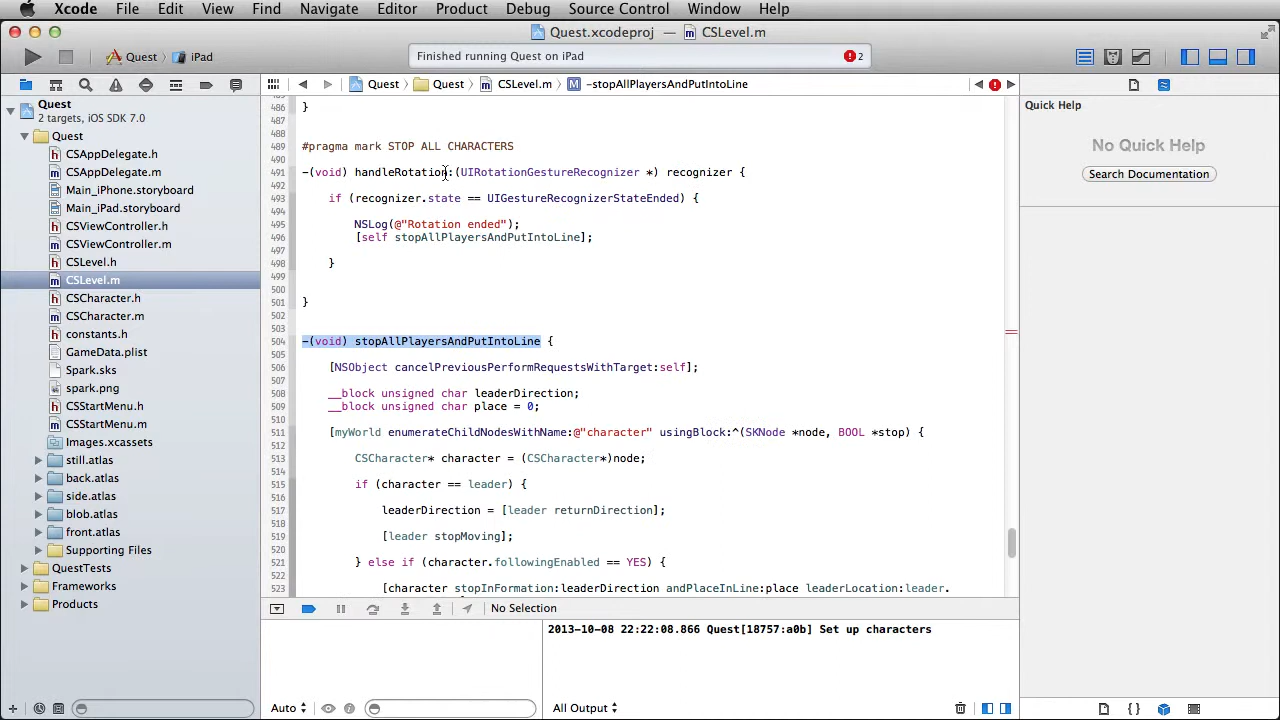 Xcode File Edit View Find Navigate Editor Product Debug Source Control Window Help
Quest.xcodeproj — CSLevel.m
Quest iPad
Finished running Quest on iPad
2
Quest Quest CSLevel.m -stopAllPlayersAndPutIntoLine
Quest
2 targets, iOS SDK 7.0
Quest
CSAppDelegate.h
CSAppDelegate.m
Main_iPhone.storyboard
Main_iPad.storyboard
CSViewController.h
CSViewController.m
CSLevel.h
CSLevel.m
CSCharacter.h
CSCharacter.m
constants.h
GameData.plist
Spark.sks
spark.png
CSStartMenu.h
CSStartMenu.m
Images.xcassets
still.atlas
back.atlas
side.atlas
blob.atlas
front.atlas
Supporting Files
QuestTests
Frameworks
Products
486 }
487
488
489 #pragma mark STOP ALL CHARACTERS
490
491 -(void) handleRotation:(UIRotationGestureRecognizer *) recognizer {
492
493 if (recognizer.state == UIGestureRecognizerStateEnded) {
494
495 NSLog(@"Rotation ended");
496 [self stopAllPlayersAndPutIntoLine];
497
498 }
499
500
501 }
502
503
504 -(void) stopAllPlayersAndPutIntoLine {
505
506 [NSObject cancelPreviousPerformRequestsWithTarget:self];
507
508 __block unsigned char leaderDirection;
509 __block unsigned char place = 0;
510
511 [myWorld enumerateChildNodesWithName:@"character" usingBlock:^(SKNode *node, BOOL *stop) {
512
513 CSCharacter* character = (CSCharacter*)node;
514
515 if (character == leader) {
516
517 leaderDirection = [leader returnDirection];
518
519 [leader stopMoving];
520
521 } else if (character.followingEnabled == YES) {
522
523 [character stopInFormation:leaderDirection andPlaceInLine:place leaderLocation:leader.
No Selection
2013-10-08 22:22:08.866 Quest[18757:a0b] Set up characters
Auto
All Output
Quick Help
No Quick Help
Search Documentation